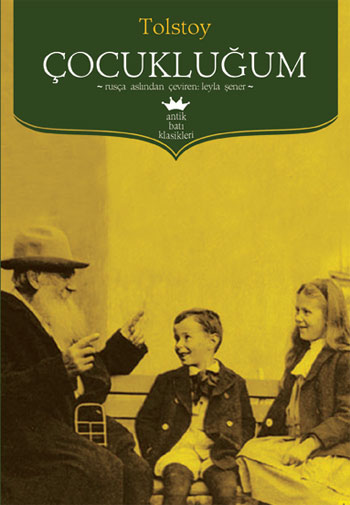 Tolstoy
ÇOCUKLUĞUM
~ rusça aslından çeviren: leyla şener ~
antik
batı
klasikleri